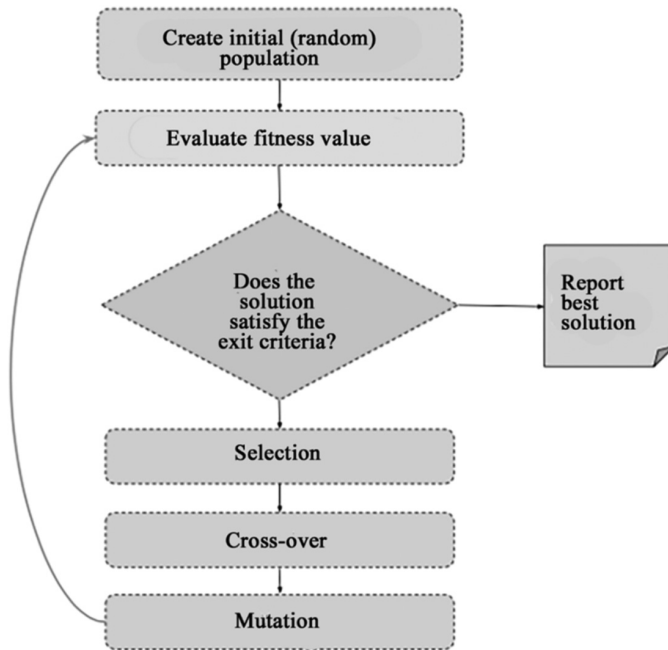 Create initial (random)
population
Evaluate fitness value
Does the
solution
satisfy the
exit criteria?
Report
best
solution
Selection
Cross-over
Mutation